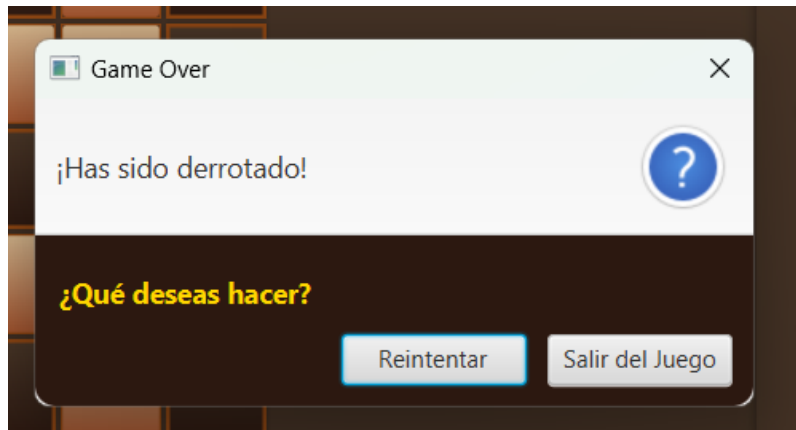 Game Over
¡Has sido derrotado!
?
¿Qué deseas hacer?
Reintentar
Salir del Juego